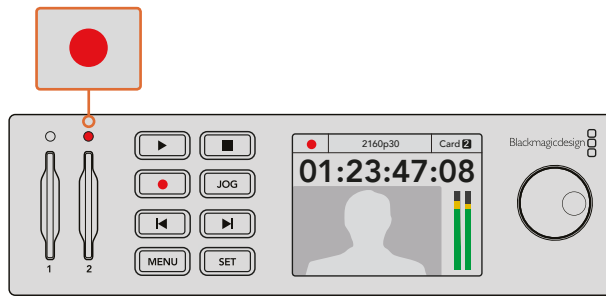 2160p30 Card 2
01:23:47:08
Blackmagicdesign
JOG
MENU SET
1 2